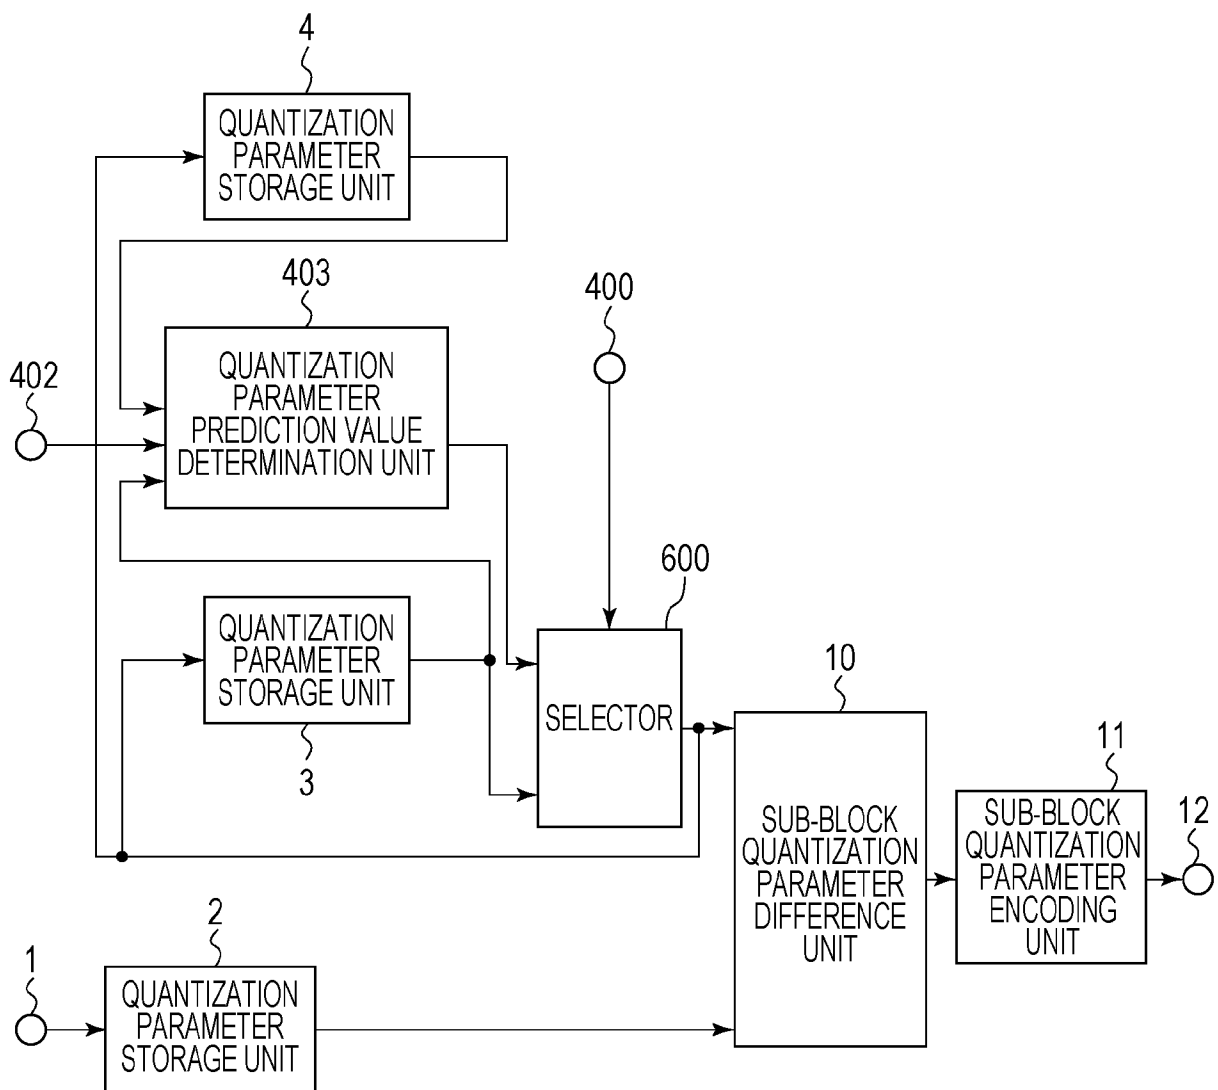 4
QUANTIZATION
PARAMETER
STORAGE UNIT
403
400
402
QUANTIZATION
PARAMETER
PREDICTION VALUE
DETERMINATION UNIT
600
QUANTIZATION
PARAMETER
STORAGE UNIT
3
SELECTOR
10
SUB-BLOCK
QUANTIZATION
PARAMETER
DIFFERENCE
UNIT
11
SUB-BLOCK
QUANTIZATION
PARAMETER
ENCODING
UNIT
12
1
2
QUANTIZATION
PARAMETER
STORAGE UNIT